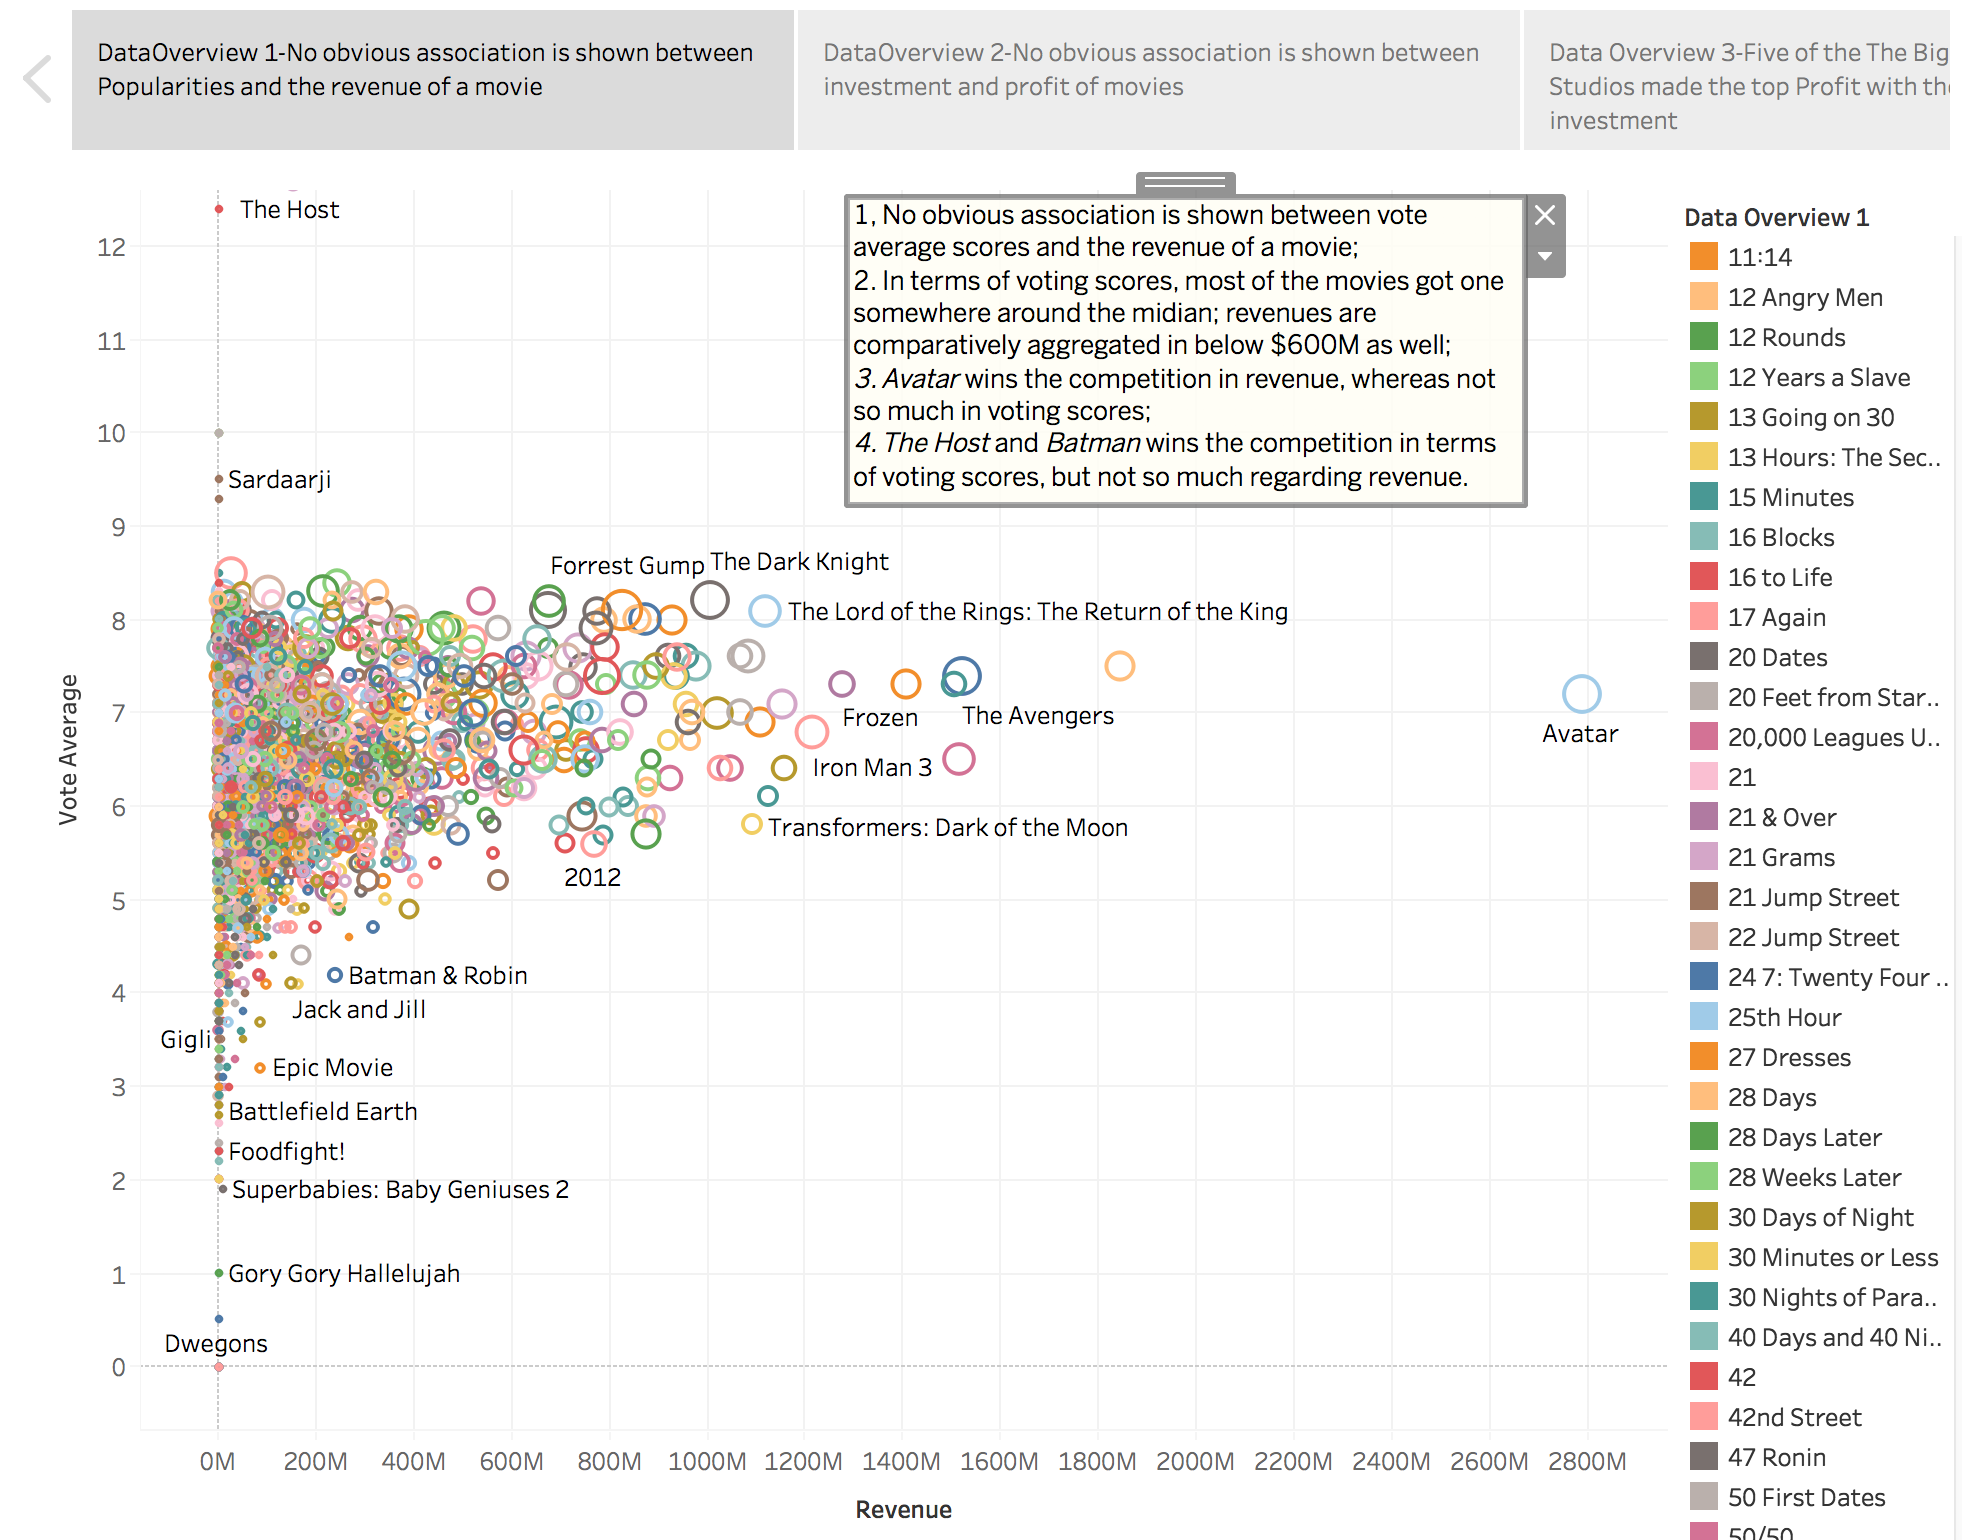 DataOverview 1-No obvious association is shown between
Popularities and the revenue of a movie
DataOverview 2-No obvious association is shown between
investment and profit of movies
Data Overview 3-Five of the The Big
Studios made the top Profit with
investment
1, No obvious association is shown between vote
average scores and the revenue of a movie;
2. In terms of voting scores, most of the movies got one
somewhere around the midian; revenues are
comparatively aggregated in below $600M as well;
3. Avatar wins the competition in revenue, whereas not
so much in voting scores;
4. The Host and Batman wins the competition in terms
of voting scores, but not so much regarding revenue.
The Host
Sardaarji
Forrest Gump
The Dark Knight
The Lord of the Rings: The Return of the King
Frozen
The Avengers
Avatar
Iron Man 3
Transformers: Dark of the Moon
2012
Batman & Robin
Jack and Jill
Gigli
Epic Movie
Battlefield Earth
Foodfight!
Superbabies: Baby Geniuses 2
Gory Gory Hallelujah
Dwegons
Vote Average
12
11
10
9
8
7
6
5
4
3
2
1
0
0M
200M
400M
600M
800M
1000M
1200M
1400M
1600M
1800M
2000M
2200M
2400M
2600M
2800M
Revenue
Data Overview 1
11:14
12 Angry Men
12 Rounds
12 Years a Slave
13 Going on 30
13 Hours: The Sec..
15 Minutes
16 Blocks
16 to Life
17 Again
20 Dates
20 Feet from Star..
20,000 Leagues U..
21
21 & Over
21 Grams
21 Jump Street
22 Jump Street
24 7: Twenty Four ..
25th Hour
27 Dresses
28 Days
28 Days Later
28 Weeks Later
30 Days of Night
30 Minutes or Less
30 Nights of Para..
40 Days and 40 Ni..
42
42nd Street
47 Ronin
50 First Dates
50/50